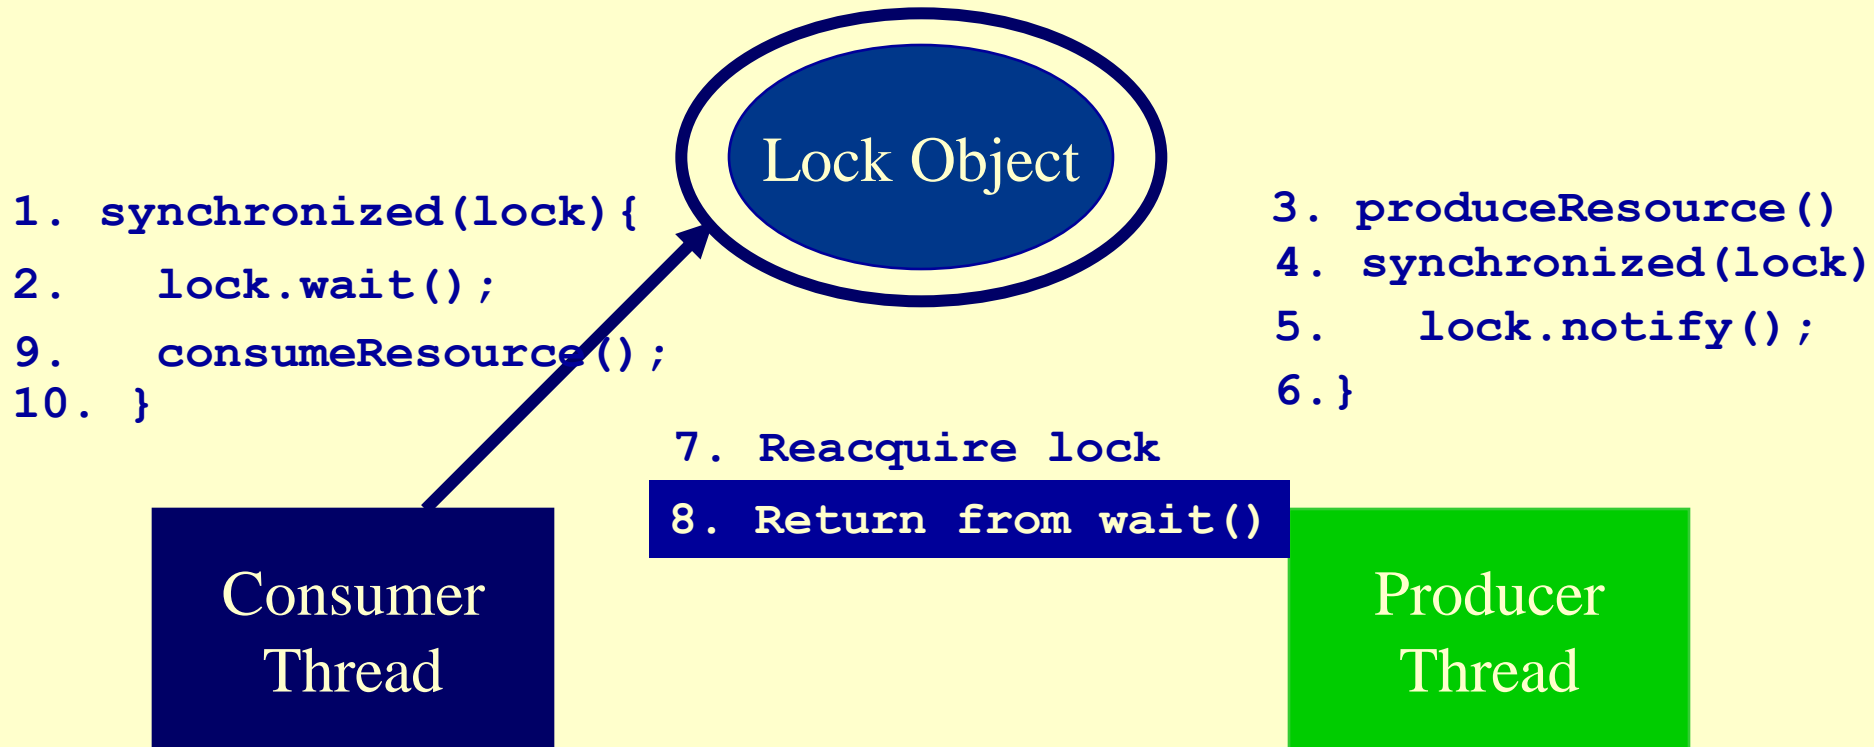 Lock Object
1. synchronized(lock){
2.   lock.wait();
9.   consumeResource();
10. }
3. produceResource()
4. synchronized(lock)
5.   lock.notify();
6.}
7. Reacquire lock
8. Return from wait()
Consumer
Thread
Producer
Thread